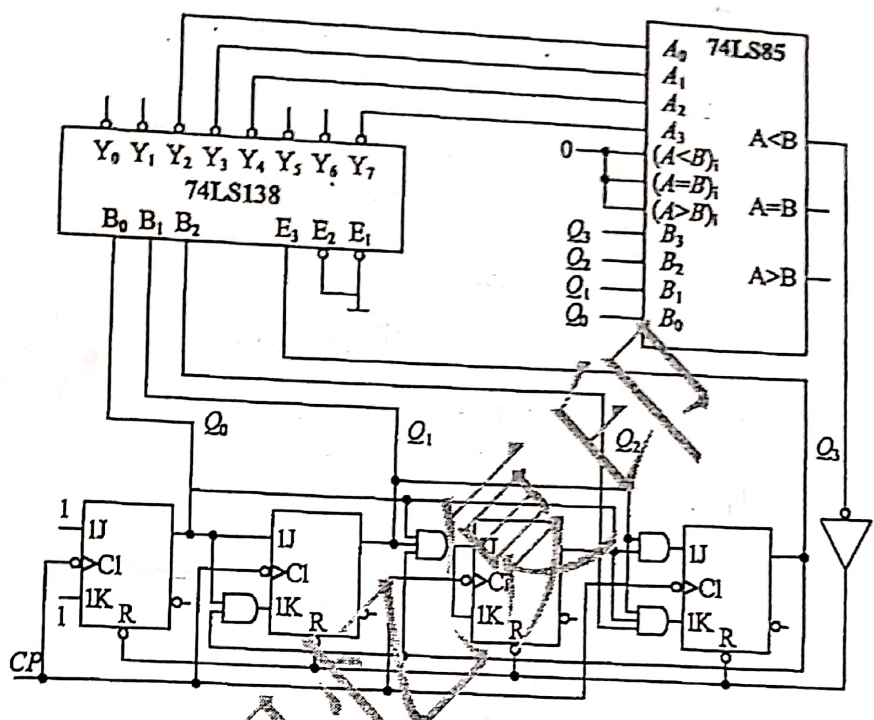 74LS85
A₀
A₁
A₂
A₃
0
(A<B)ᵢ
(A=B)ᵢ
(A>B)ᵢ
Q₃ B₃
Q₂ B₂
Q₁ B₁
Q₀ B₀
A<B
A=B
A>B
Y₀ Y₁ Y₂ Y₃ Y₄ Y₅ Y₆ Y₇
74LS138
B₀ B₁ B₂ E₃ E₂ E₁
Q₀ Q₁ Q₂ Q₃
1 1J
C1
1 1K
R
1J
C1
1K
R
C1
1K
R
1J
C1
1K
R
CP